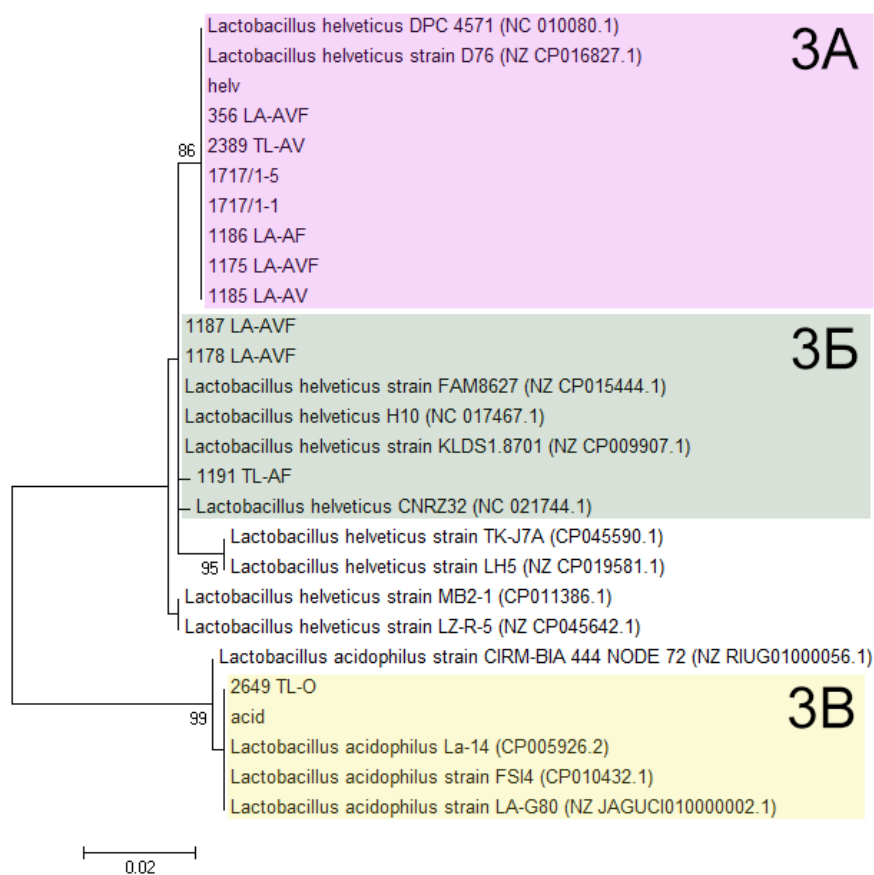 Lactobacillus helveticus DPC 4571 (NC 010080.1)
3А
Lactobacillus helveticus strain D76 (NZ CP016827.1)
helv
356 LA-AVF
2389 TL-AV
86
1717/1-5
1717/1-1
1186 LA-AF
1175 LA-AVF
1185 LA-AV
1187 LA-AVF
3Б
1178 LA-AVF
Lactobacillus helveticus strain FAM8627 (NZ CP015444.1)
Lactobacillus helveticus H10 (NC 017467.1)
Lactobacillus helveticus strain KLDS1.8701 (NZ CP009907.1)
1191 TL-AF
Lactobacillus helveticus CNRZ32 (NC 021744.1)
Lactobacillus helveticus strain TK-J7A (CP045590.1)
95
Lactobacillus helveticus strain LH5 (NZ CP019581.1)
Lactobacillus helveticus strain MB2-1 (CP011386.1)
Lactobacillus helveticus strain LZ-R-5 (NZ CP045642.1)
Lactobacillus acidophilus strain CIRM-BIA 444 NODE 72 (NZ RIUG01000056.1)
2649 TL-O
3В
99
acid
Lactobacillus acidophilus La-14 (CP005926.2)
Lactobacillus acidophilus strain FSI4 (CP010432.1)
Lactobacillus acidophilus strain LA-G80 (NZ JAGUCI010000002.1)
0.02